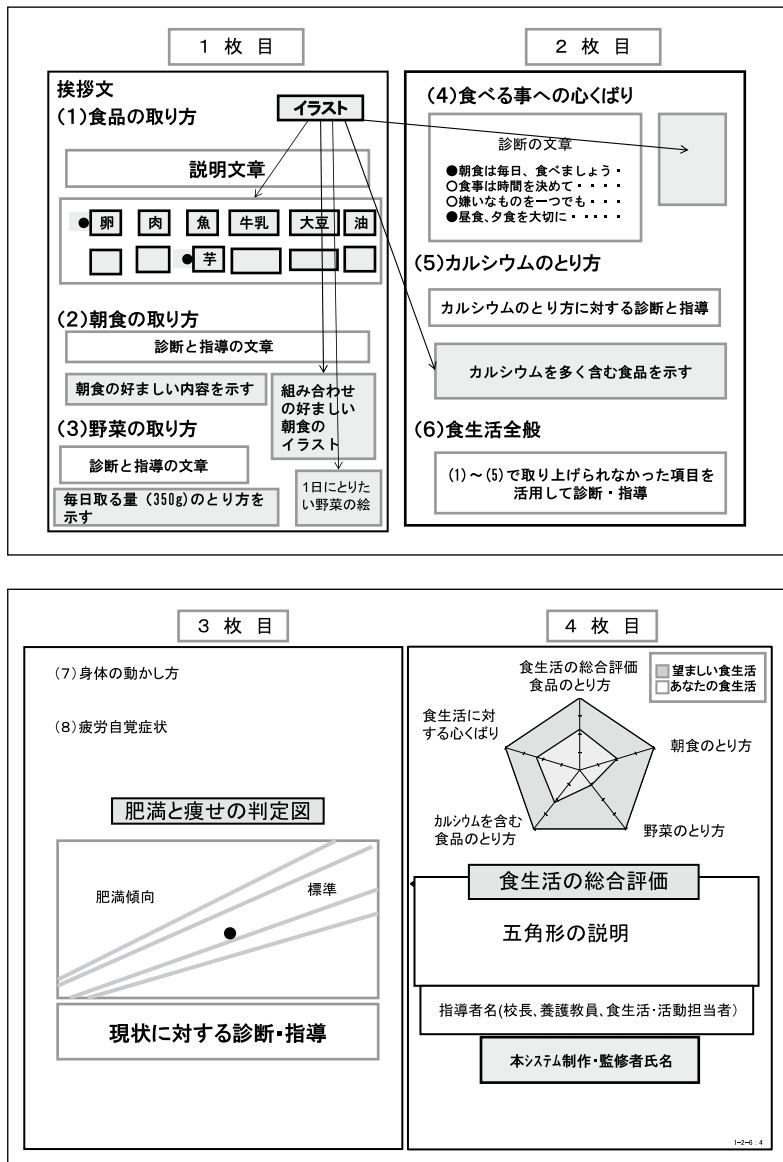 １ 枚 目
挨拶文
(1)食品の取り方
イラスト
説明文章
●卵 肉 魚 牛乳 大豆 油
●芋
(2)朝食の取り方
診断と指導の文章
朝食の好ましい内容を示す
組み合わせ
の好ましい
朝食の
イラスト
(3)野菜の取り方
診断と指導の文章
毎日取る量（350g)のとり方を
示す
1日にとりた
い野菜の絵
２ 枚 目
(4)食べる事への心くばり
診断の文章
●朝食は毎日、食べましょう・
○食事は時間を決めて・・・・
○嫌いなものを一つでも・・・
●昼食、夕食を大切に・・・・・
(5)カルシウムのとり方
カルシウムのとり方に対する診断と指導
カルシウムを多く含む食品を示す
(6)食生活全般
(1)～(5)で取り上げられなかった項目を
活用して診断・指導
３ 枚 目
(7)身体の動かし方
(8)疲労自覚症状
肥満と痩せの判定図
肥満傾向
標準
現状に対する診断・指導
４ 枚 目
食生活の総合評価
食品のとり方
望ましい食生活
あなたの食生活
食生活に対
する心くばり
朝食のとり方
カルシウムを含む
食品のとり方
野菜のとり方
食生活の総合評価
五角形の説明
指導者名(校長、養護教員、食生活・活動担当者）
本システム制作・監修者氏名
1-2-6：4